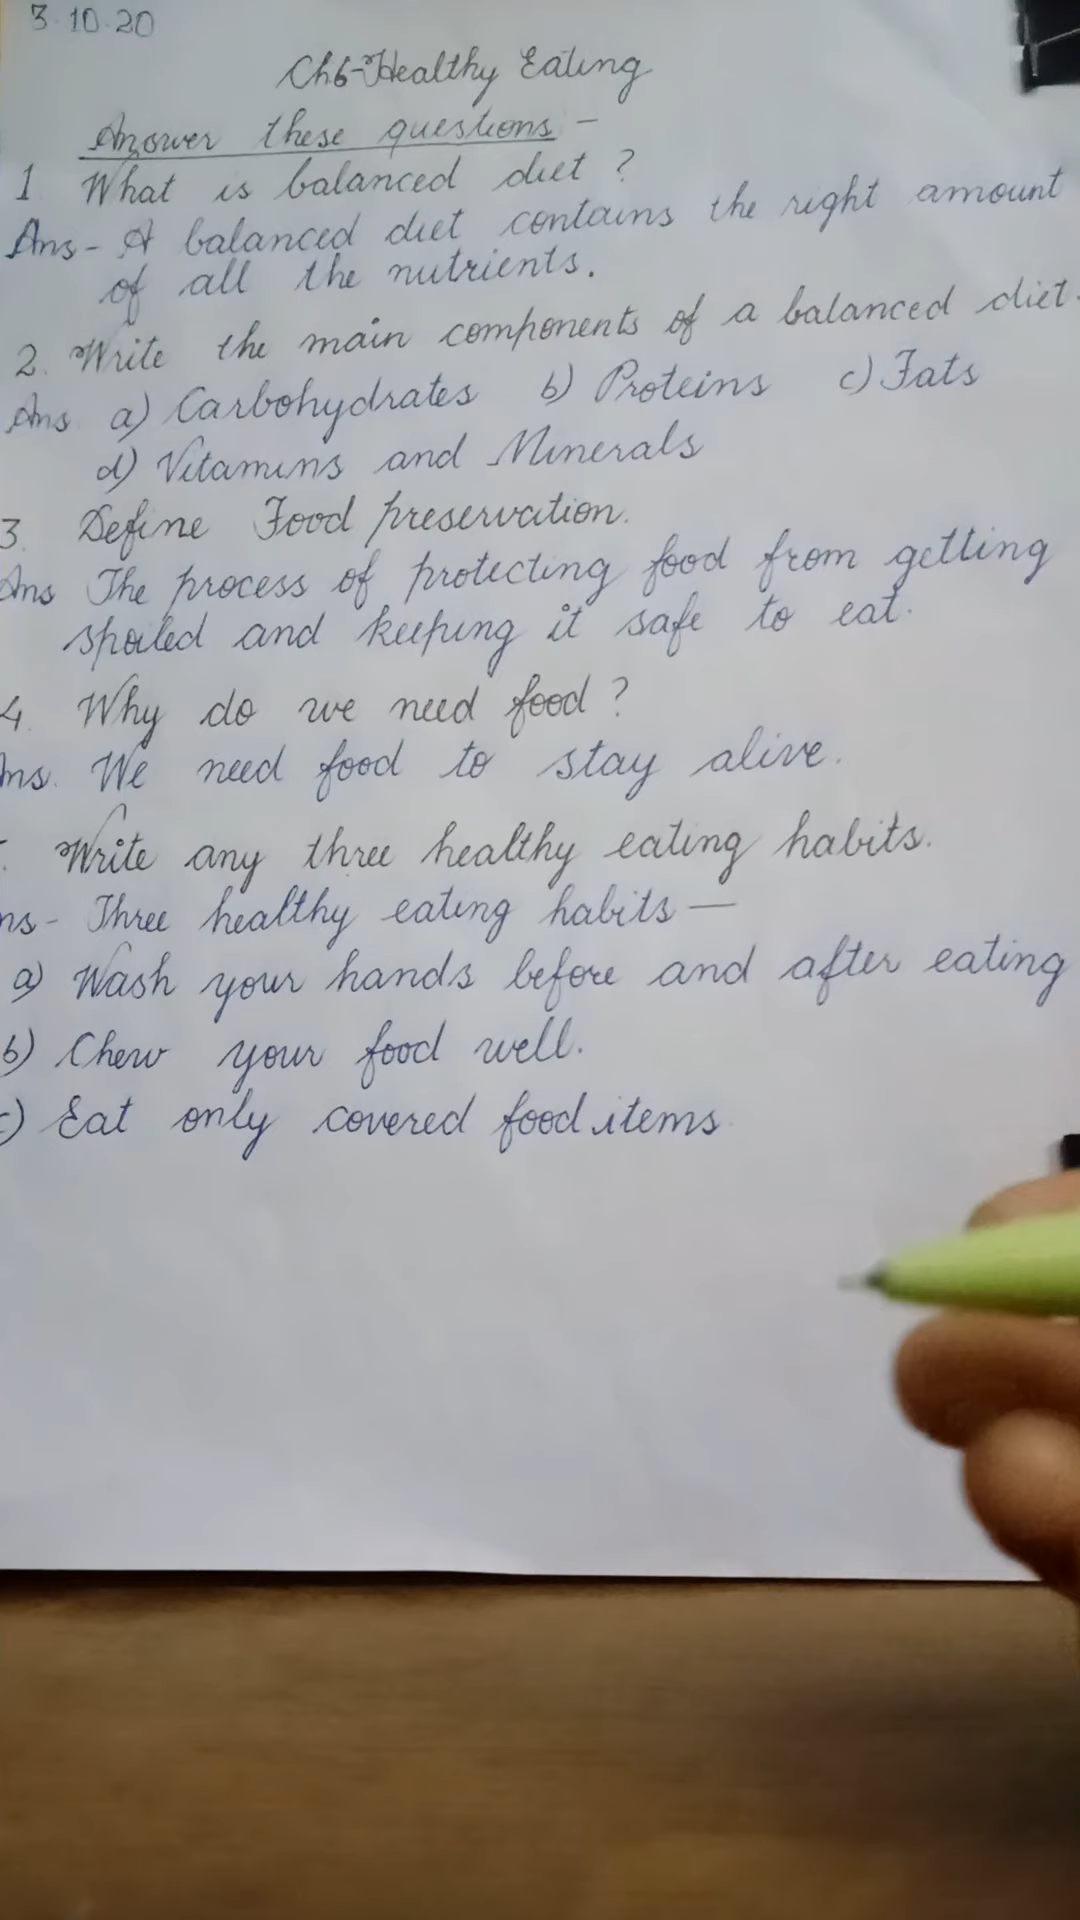 3.10.20
Ch6-Healthy Eating
Answer these questions -
1. What is balanced diet ?
Ans - A balanced diet contains the right amount
of all the nutrients.
2. Write the main components of a balanced diet.
Ans a) Carbohydrates b) Proteins c) Fats
d) Vitamins and Minerals
3. Define Food preservation.
Ans The process of protecting food from getting
spoiled and keeping it safe to eat.
4. Why do we need food ?
Ans. We need food to stay alive.
Write any three healthy eating habits.
ns - Three healthy eating habits —
a) Wash your hands before and after eating
b) Chew your food well.
c) Eat only covered food items